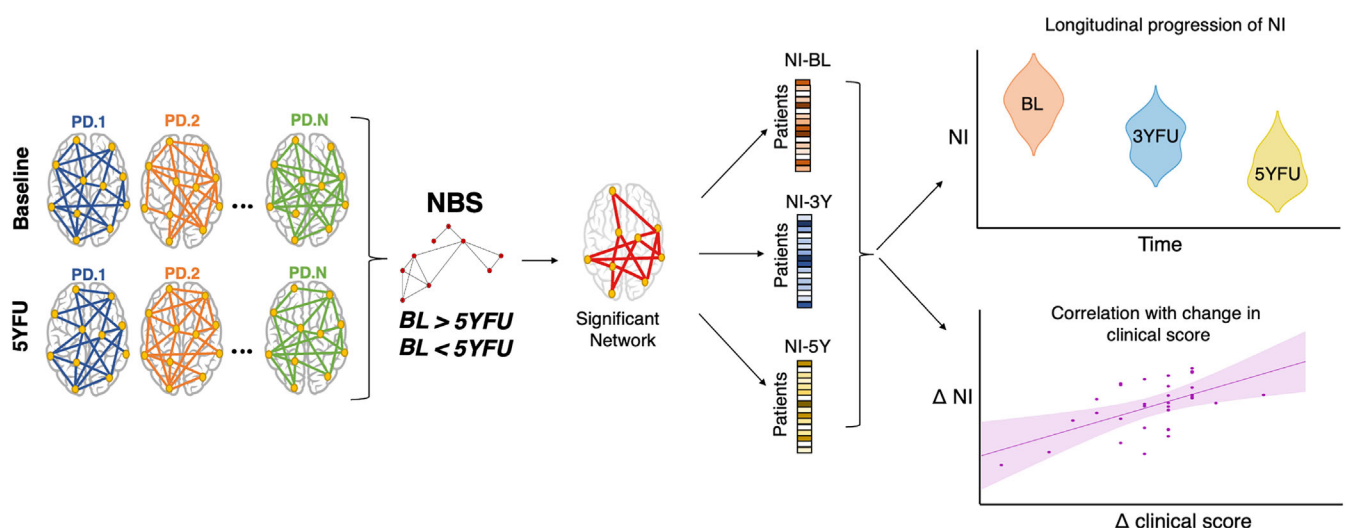 Baseline
PD.1
PD.2
...
PD.N
5YFU
PD.1
PD.2
...
PD.N
NBS
BL > 5YFU
BL < 5YFU
Significant
Network
NI-BL
Patients
NI-3Y
Patients
NI-5Y
Patients
Longitudinal progression of NI
NI
BL
3YFU
5YFU
Time
Correlation with change in
clinical score
Δ NI
Δ clinical score